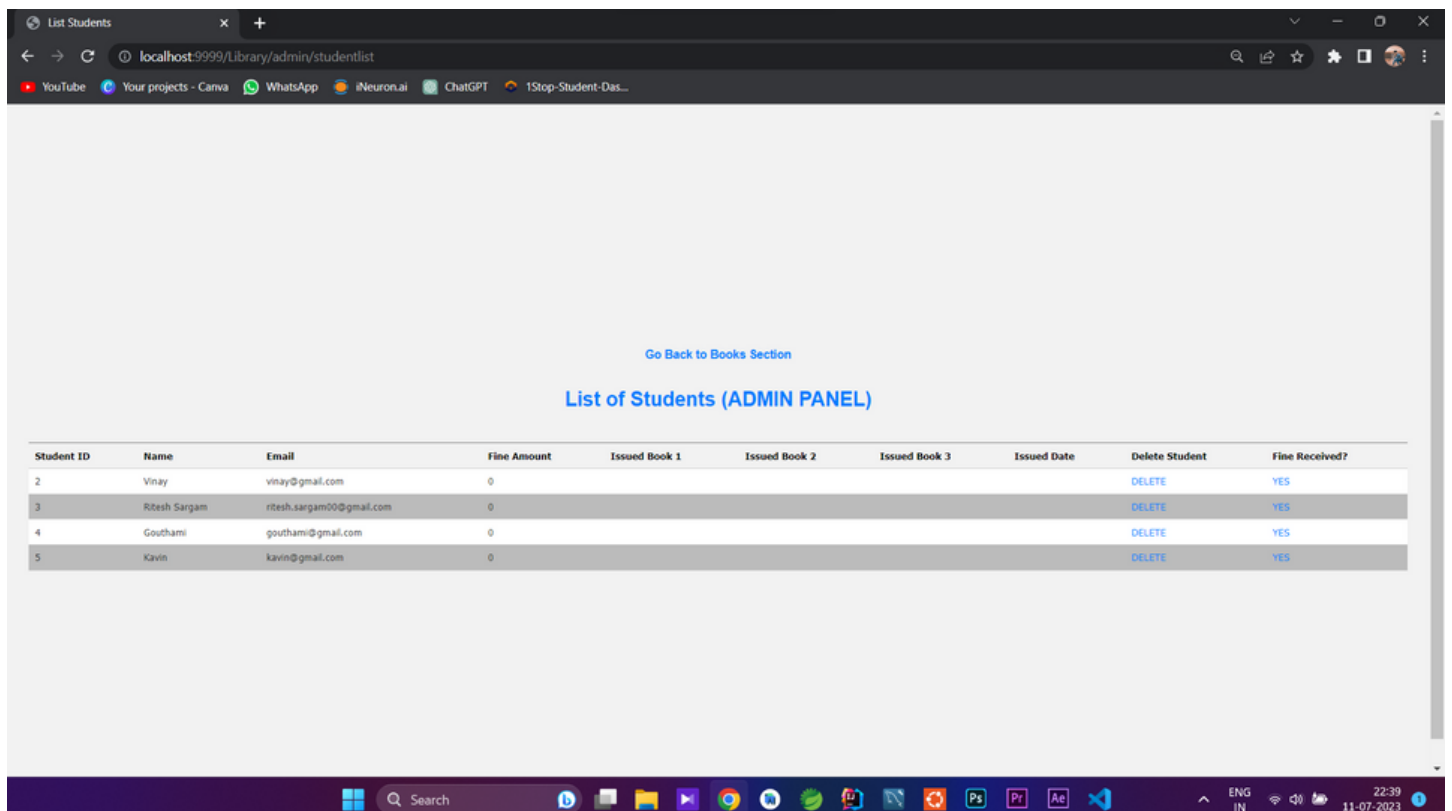 List Students
localhost:9999/Library/admin/studentlist
YouTube Your projects - Canva WhatsApp iNeuron.ai ChatGPT 1Stop-Student-Das...
Go Back to Books Section
List of Students (ADMIN PANEL)
Student ID Name Email Fine Amount Issued Book 1 Issued Book 2 Issued Book 3 Issued Date Delete Student Fine Received?
2 Vinay vinay@gmail.com 0 DELETE YES
3 Ritesh Sargam ritesh.sargam00@gmail.com 0 DELETE YES
4 Gouthami gouthami@gmail.com 0 DELETE YES
5 Kavin kavin@gmail.com 0 DELETE YES
Search Ps Pr Ae ENG 22:39
IN 11-07-2023 1